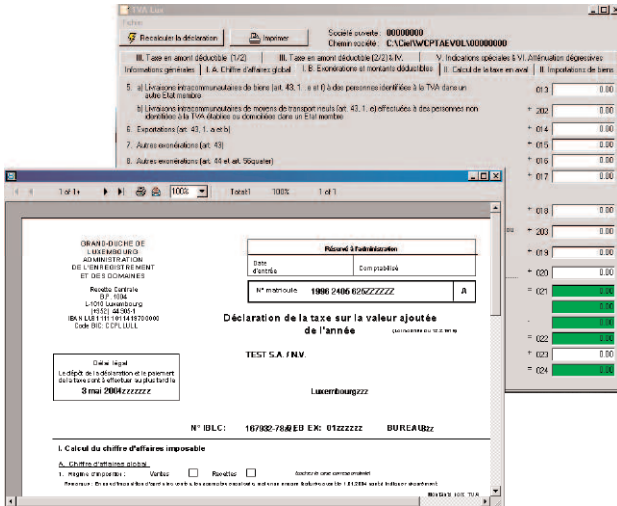 TVA Lux
Fichier
Recalculer la déclaration
Imprimer
Société ouverte : 00000000
Chemin société : C:\Ciel\WCPTAEVOL\00000000
III. Taxe en amont déductible (1/2)
III. Taxe en amont déductible (2/2) & IV.
V. Indications spéciales & VI. Atténuation dégressives
Informations générales
I. A. Chiffre d'affaires global
I. B. Exonérations et montants déductibles
II. Calcul de la taxe en aval
II. Importations de biens
5. a) Livraisons intracommunautaires de biens (art. 43, 1. e et f) à des personnes identifiées à la TVA dans un
autre Etat membre
013 0.00
b) Livraisons intracommunautaires de moyens de transport neufs (art. 43, 1. e) effectuées à des personnes non
identifiées à la TVA établies ou domiciliées dans un Etat membre
+ 202 0.00
6. Exportations (art. 43, 1. a et b)
+ 014 0.00
7. Autres exonérations (art. 43)
+ 015 0.00
8. Autres exonérations (art. 44 et art. 56quater)
+ 016 0.00
+ 017 0.00
+ 018 0.00
ou + 203 0.00
+ 019 0.00
+ 020 0.00
= 021 0.00
0.00
- 0.00
= 022 0.00
+ 023 0.00
= 024 0.00
1 of 1+
100%
Total:1
100%
1 of 1
GRAND-DUCHE DE
LUXEMBOURG
ADMINISTRATION
DE L'ENREGISTREMENT
ET DES DOMAINES
Recette Centrale
B.P. 1004
L-1010 Luxembourg
(+352) 44.905-1
Code BIC: CCPLLULL
Réservé à l'administration
Date
d'entrée
Comptabilisé
N° matricule 1996 2405 625ZZZZZZ A
Déclaration de la taxe sur la valeur ajoutée
de l'année
Délai légal
Le dépôt de la déclaration et le paiement
de la taxe sont à effectuer au plus tard le
3 mai 2004zzzzzzz
TEST S.A. / N.V.
Luxembourgzzz
N° IBLC:
EX: 01zzzzzz
I. Calcul du chiffre d'affaires imposable
A. Chiffre d'affaires global
1. Régime d'imposition :
Ventes
Recettes
(cochez la case correspondante)